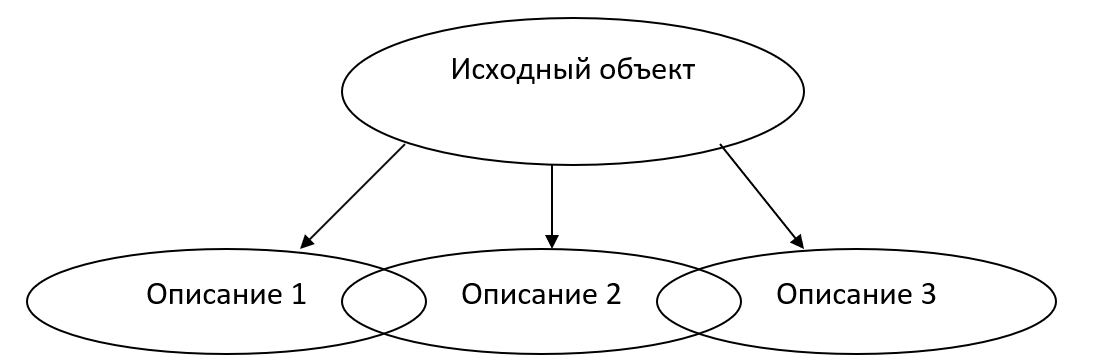 Исходный объект
Описание 1
Описание 2
Описание 3